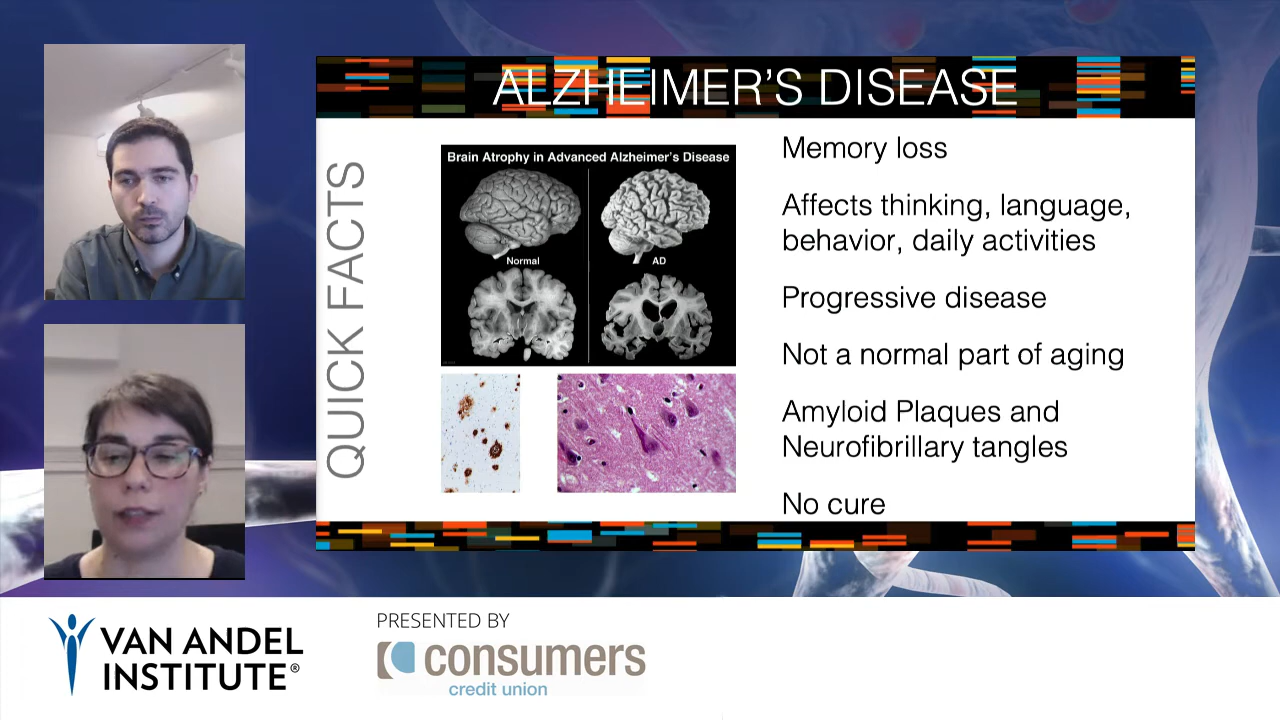 ALZHEIMER'S DISEASE
QUICK FACTS
Brain Atrophy in Advanced Alzheimer's Disease
Normal
AD
Memory loss
Affects thinking, language,
behavior, daily activities
Progressive disease
Not a normal part of aging
Amyloid Plaques and
Neurofibrillary tangles
No cure
VAN ANDEL
INSTITUTE®
PRESENTED BY
consumers
credit union